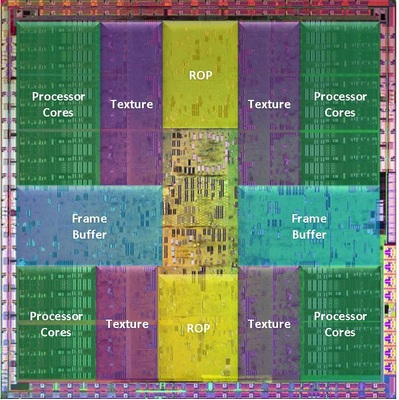 ROP
Processor
Cores
Texture
Texture
Processor
Cores
Frame
Buffer
Frame
Buffer
Processor
Cores
Texture
ROP
Texture
Processor
Cores